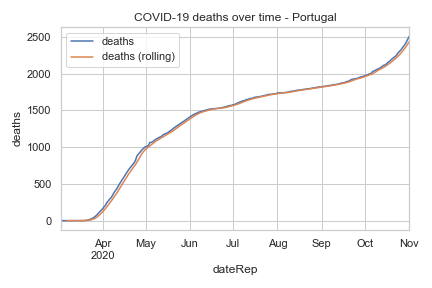 COVID-19 deaths over time - Portugal
deaths
deaths (rolling)
2500
2000
1500
1000
500
0
deaths
Apr May Jun Jul Aug Sep Oct Nov
2020
dateRep